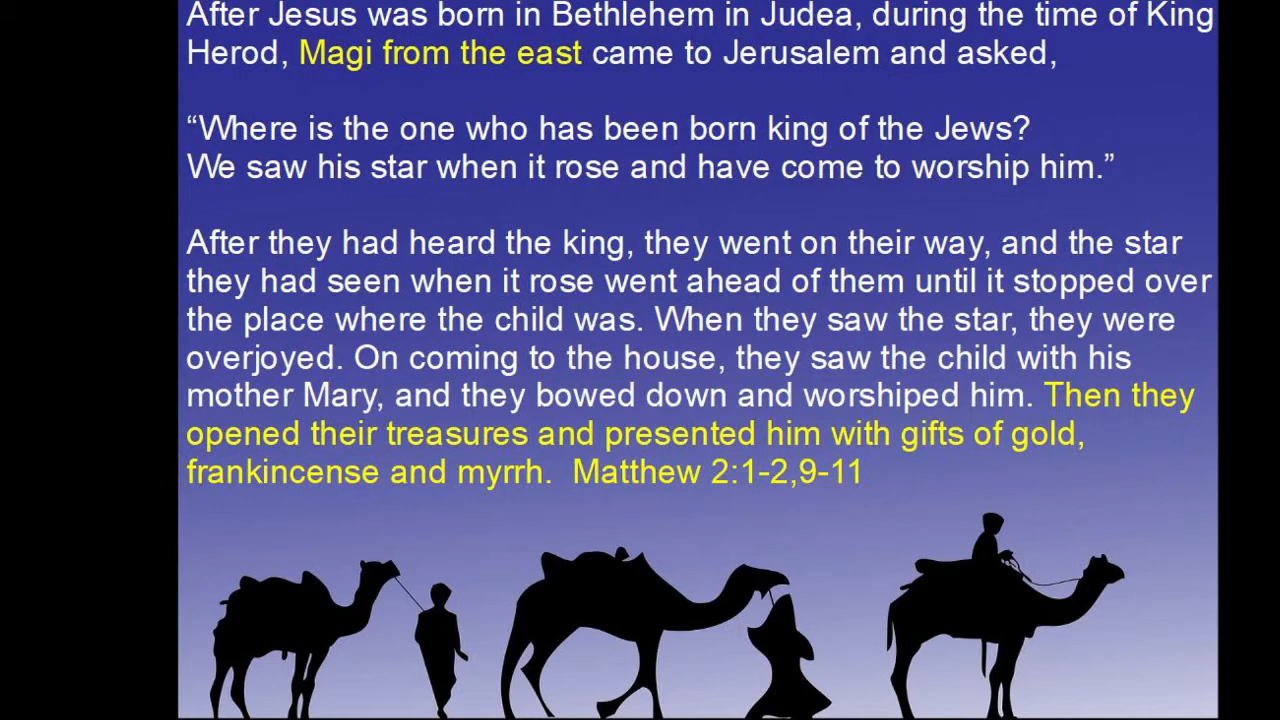 After Jesus was born in Bethlehem in Judea, during the time of King
Herod, Magi from the east came to Jerusalem and asked,
“Where is the one who has been born king of the Jews?
We saw his star when it rose and have come to worship him.”
After they had heard the king, they went on their way, and the star
they had seen when it rose went ahead of them until it stopped over
the place where the child was. When they saw the star, they were
overjoyed. On coming to the house, they saw the child with his
mother Mary, and they bowed down and worshiped him. Then they
opened their treasures and presented him with gifts of gold,
frankincense and myrrh.  Matthew 2:1-2,9-11